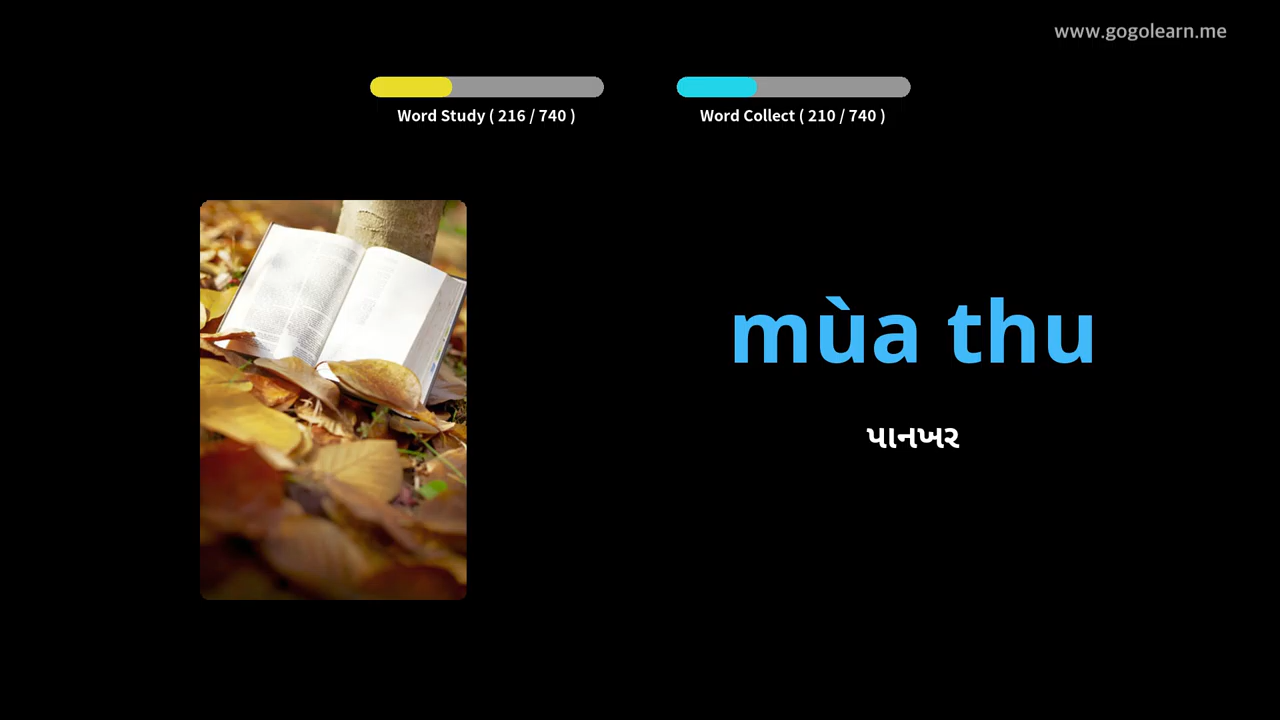 www.gogolearn.me
Word Study ( 216 / 740 )
Word Collect ( 210 / 740 )
mùa thu
પાનખર